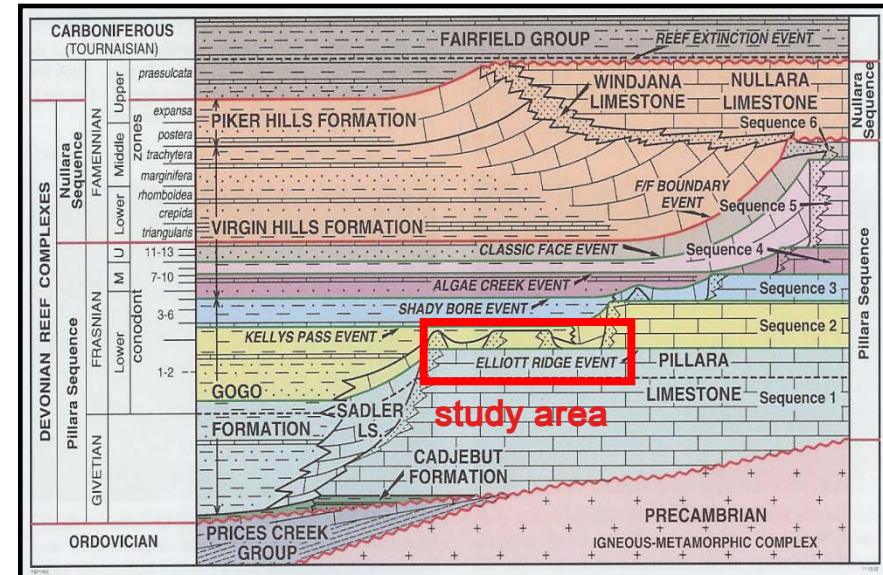 CARBONIFEROUS
(TOURNAISIAN)
FAIRFIELD GROUP
REEF EXTINCTION EVENT
DEVONIAN REEF COMPLEXES
Nullara
Sequence
Pillara Sequence
FAMENNIAN
FRASNIAN
GIVETIAN
Upper
Middle
Lower
U
M
Lower
zones
conodont
praesulcata
expansa
postera
trachytera
marginifera
rhomboidea
crepida
triangularis
11-13
7-10
3-6
1-2
PIKER HILLS FORMATION
WINDJANA
LIMESTONE
NULLARA
LIMESTONE
Sequence 6
F/F BOUNDARY
EVENT
Sequence 5
VIRGIN HILLS FORMATION
CLASSIC FACE EVENT
Sequence 4
ALGAE CREEK EVENT
SHADY BORE EVENT
Sequence 3
KELLYS PASS EVENT
Sequence 2
ELLIOTT RIDGE EVENT
PILLARA
LIMESTONE
Sequence 1
GOGO
FORMATION
SADLER
LS.
study area
CADJEBUT
FORMATION
ORDOVICIAN
PRICES CREEK
GROUP
PRECAMBRIAN
IGNEOUS-METAMORPHIC COMPLEX
Nullara
Sequence
Pillara Sequence